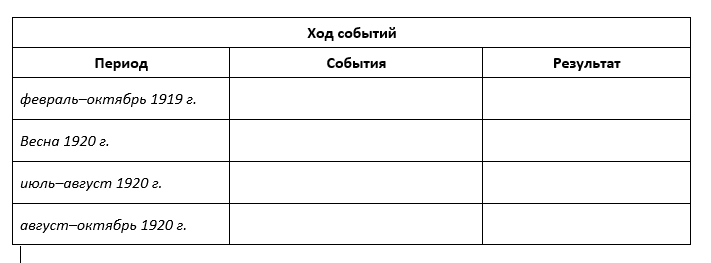 Ход событий
Период События Результат
февраль–октябрь 1919 г.
Весна 1920 г.
июль–август 1920 г.
август–октябрь 1920 г.